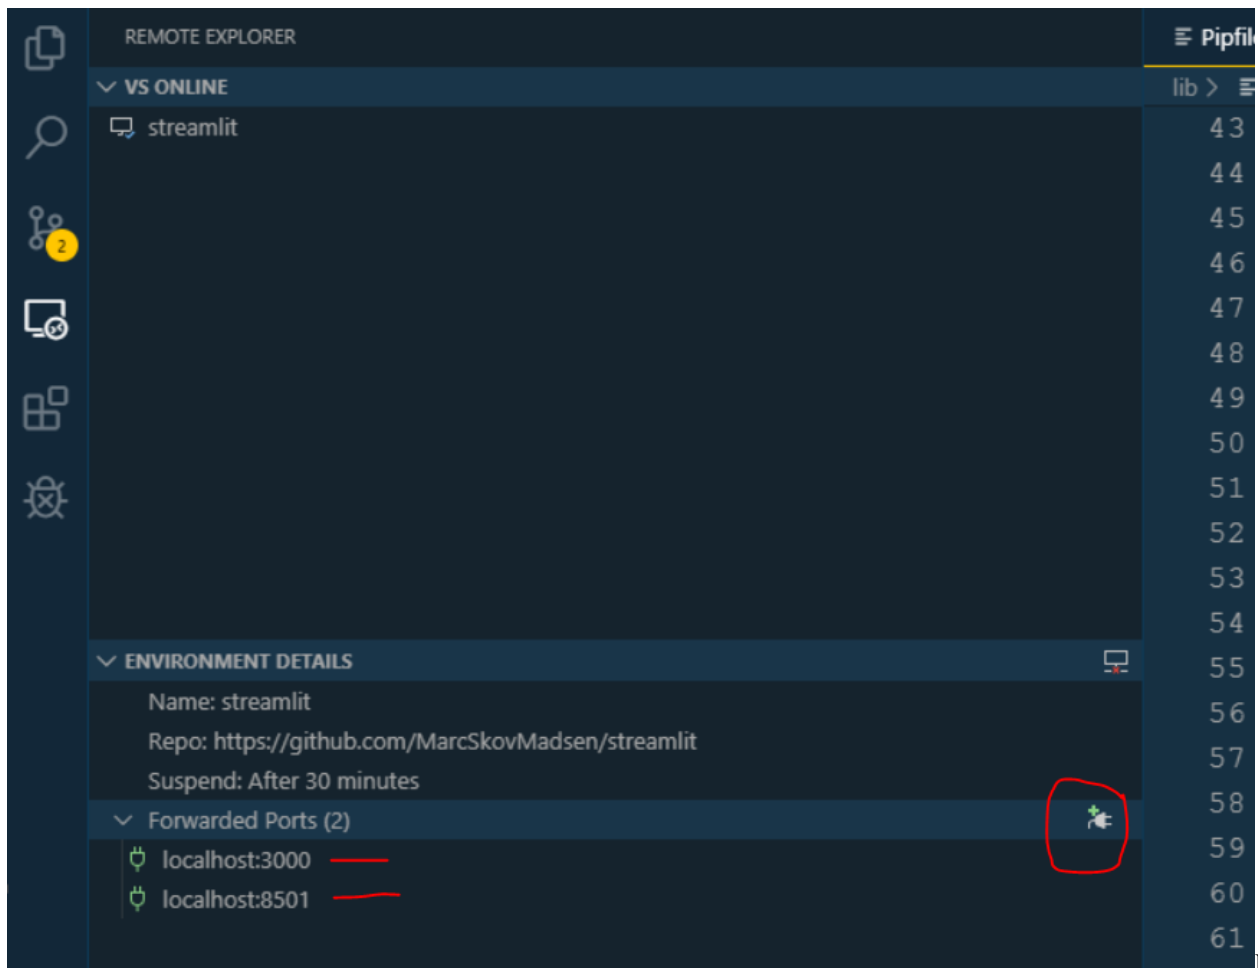 REMOTE EXPLORER
VS ONLINE
streamlit
2
ENVIRONMENT DETAILS
Name: streamlit
Repo: https://github.com/MarcSkovMadsen/streamlit
Suspend: After 30 minutes
Forwarded Ports (2)
localhost:3000
localhost:8501
lib >
43
44
45
46
47
48
49
50
51
52
53
54
55
56
57
58
59
60
61